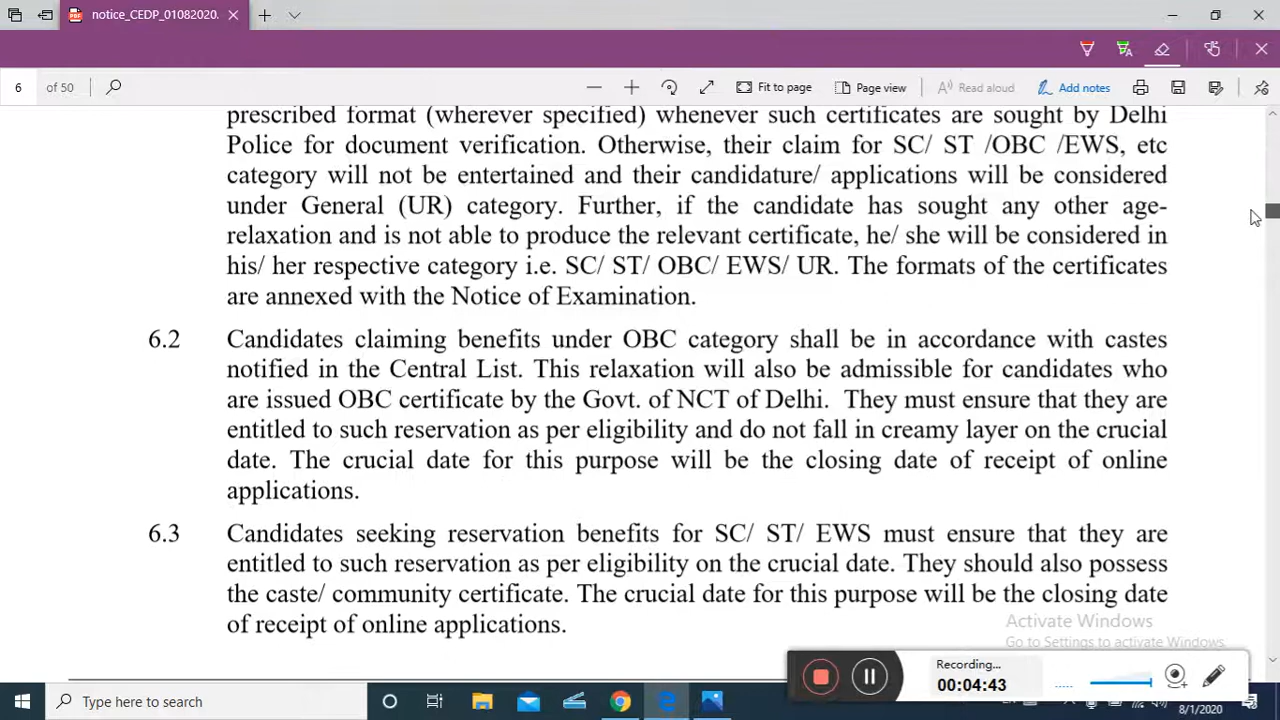 notice_CEDP_01082020.
6 of 50 Fit to page Page view Read aloud Add notes
prescribed format (wherever specified) whenever such certificates are sought by Delhi
Police for document verification. Otherwise, their claim for SC/ ST /OBC /EWS, etc
category will not be entertained and their candidature/ applications will be considered
under General (UR) category. Further, if the candidate has sought any other age-
relaxation and is not able to produce the relevant certificate, he/ she will be considered in
his/ her respective category i.e. SC/ ST/ OBC/ EWS/ UR. The formats of the certificates
are annexed with the Notice of Examination.
6.2 Candidates claiming benefits under OBC category shall be in accordance with castes
notified in the Central List. This relaxation will also be admissible for candidates who
are issued OBC certificate by the Govt. of NCT of Delhi. They must ensure that they are
entitled to such reservation as per eligibility and do not fall in creamy layer on the crucial
date. The crucial date for this purpose will be the closing date of receipt of online
applications.
6.3 Candidates seeking reservation benefits for SC/ ST/ EWS must ensure that they are
entitled to such reservation as per eligibility on the crucial date. They should also possess
the caste/ community certificate. The crucial date for this purpose will be the closing date
of receipt of online applications.
Activate Windows
Go to Settings to activate Windows.
Recording...
00:04:43
Type here to search
8/1/2020